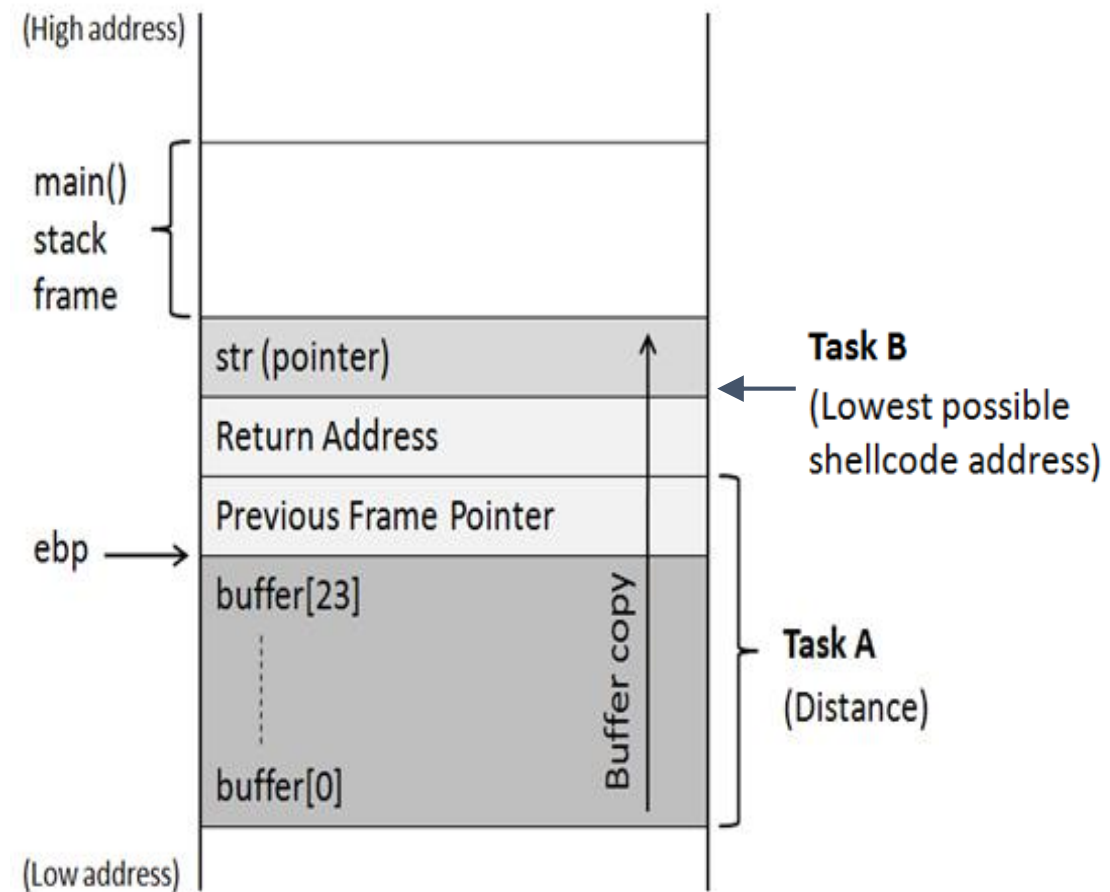 (High address)
main()
stack
frame
str (pointer)
Return Address
Previous Frame Pointer
ebp
buffer[23]
buffer[0]
Buffer copy
Task B
(Lowest possible
shellcode address)
Task A
(Distance)
(Low address)